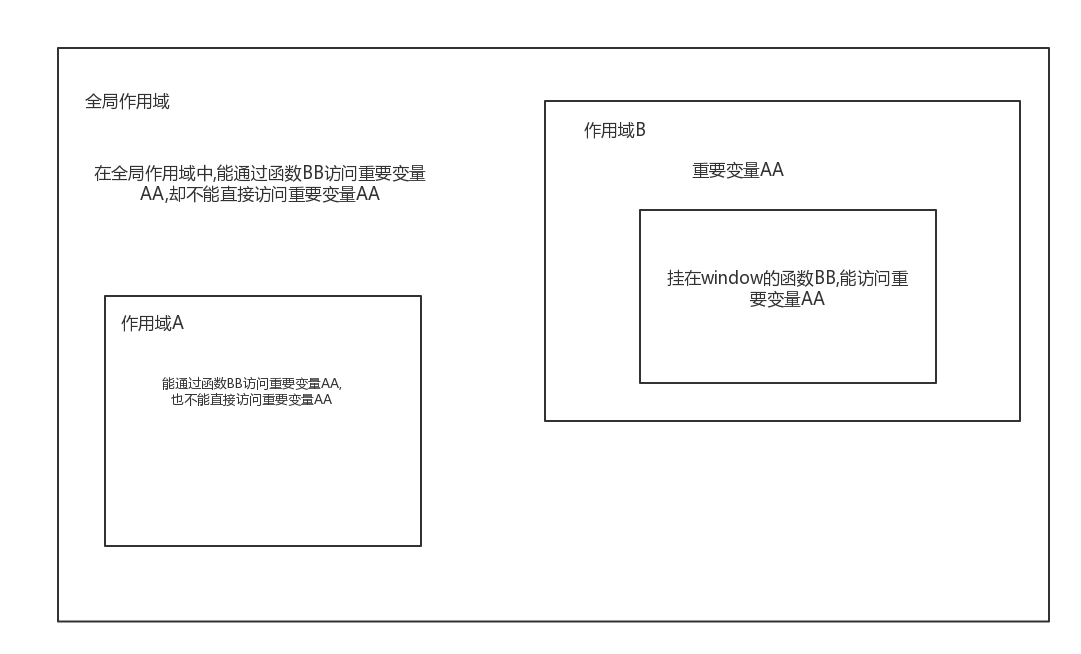 全局作用域
在全局作用域中,能通过函数BB访问重要变量
AA,却不能直接访问重要变量AA
作用域B
重要变量AA
挂在window的函数BB,能访问重
要变量AA
作用域A
能通过函数BB访问重要变量AA,
也不能直接访问重要变量AA